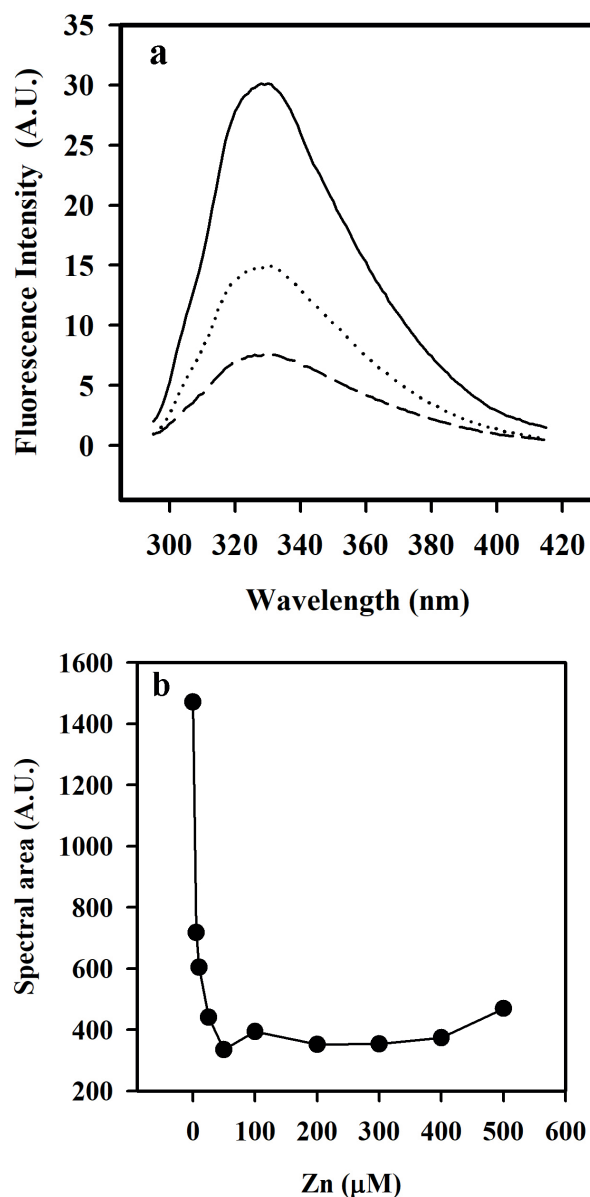 a
35
30
25
20
15
10
5
0
Fluorescence Intensity (A.U.)
300 320 340 360 380 400 420
Wavelength (nm)
b
1600
1400
1200
1000
800
600
400
200
Spectral area (A.U.)
0 100 200 300 400 500 600
Zn (μM)